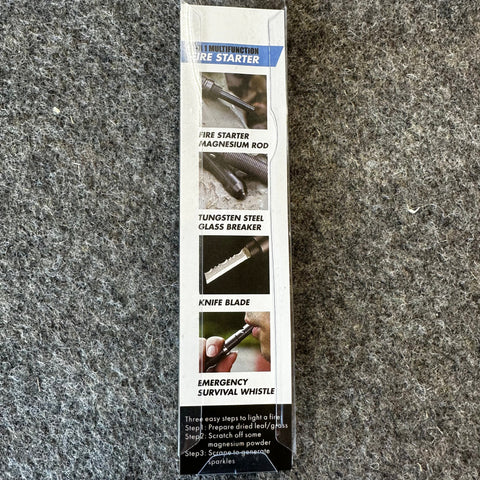 1 MULTIFUNCTION
FIRE STARTER
FIRE STARTER
MAGNESIUM ROD
TUNGSTEN STEEL
GLASS BREAKER
KNIFE BLADE
EMERGENCY
SURVIVAL WHISTLE
Three easy steps to light a fire:
Step1: Prepare dried leaf/grass
Step2: Scratch off some
magnesium powder
Step3: Scrape to generate
sparkles